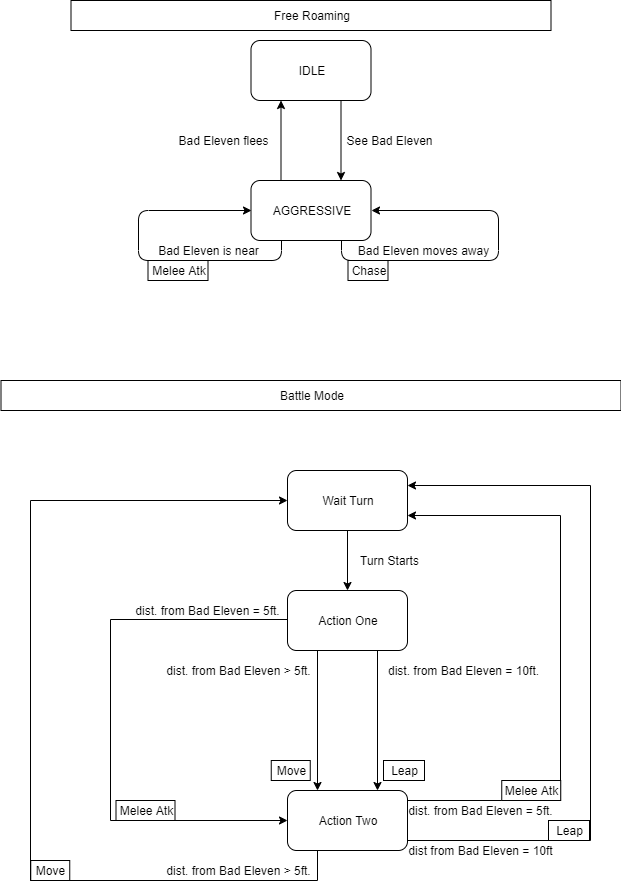 Free Roaming
IDLE
Bad Eleven flees
See Bad Eleven
AGGRESSIVE
Bad Eleven is near
Bad Eleven moves away
Melee Atk
Chase
Battle Mode
Wait Turn
Turn Starts
dist. from Bad Eleven = 5ft.
Action One
dist. from Bad Eleven > 5ft.
dist. from Bad Eleven = 10ft.
Move
Leap
Melee Atk
Melee Atk
dist. from Bad Eleven = 5ft.
Action Two
Leap
dist from Bad Eleven = 10ft
Move
dist. from Bad Eleven > 5ft.